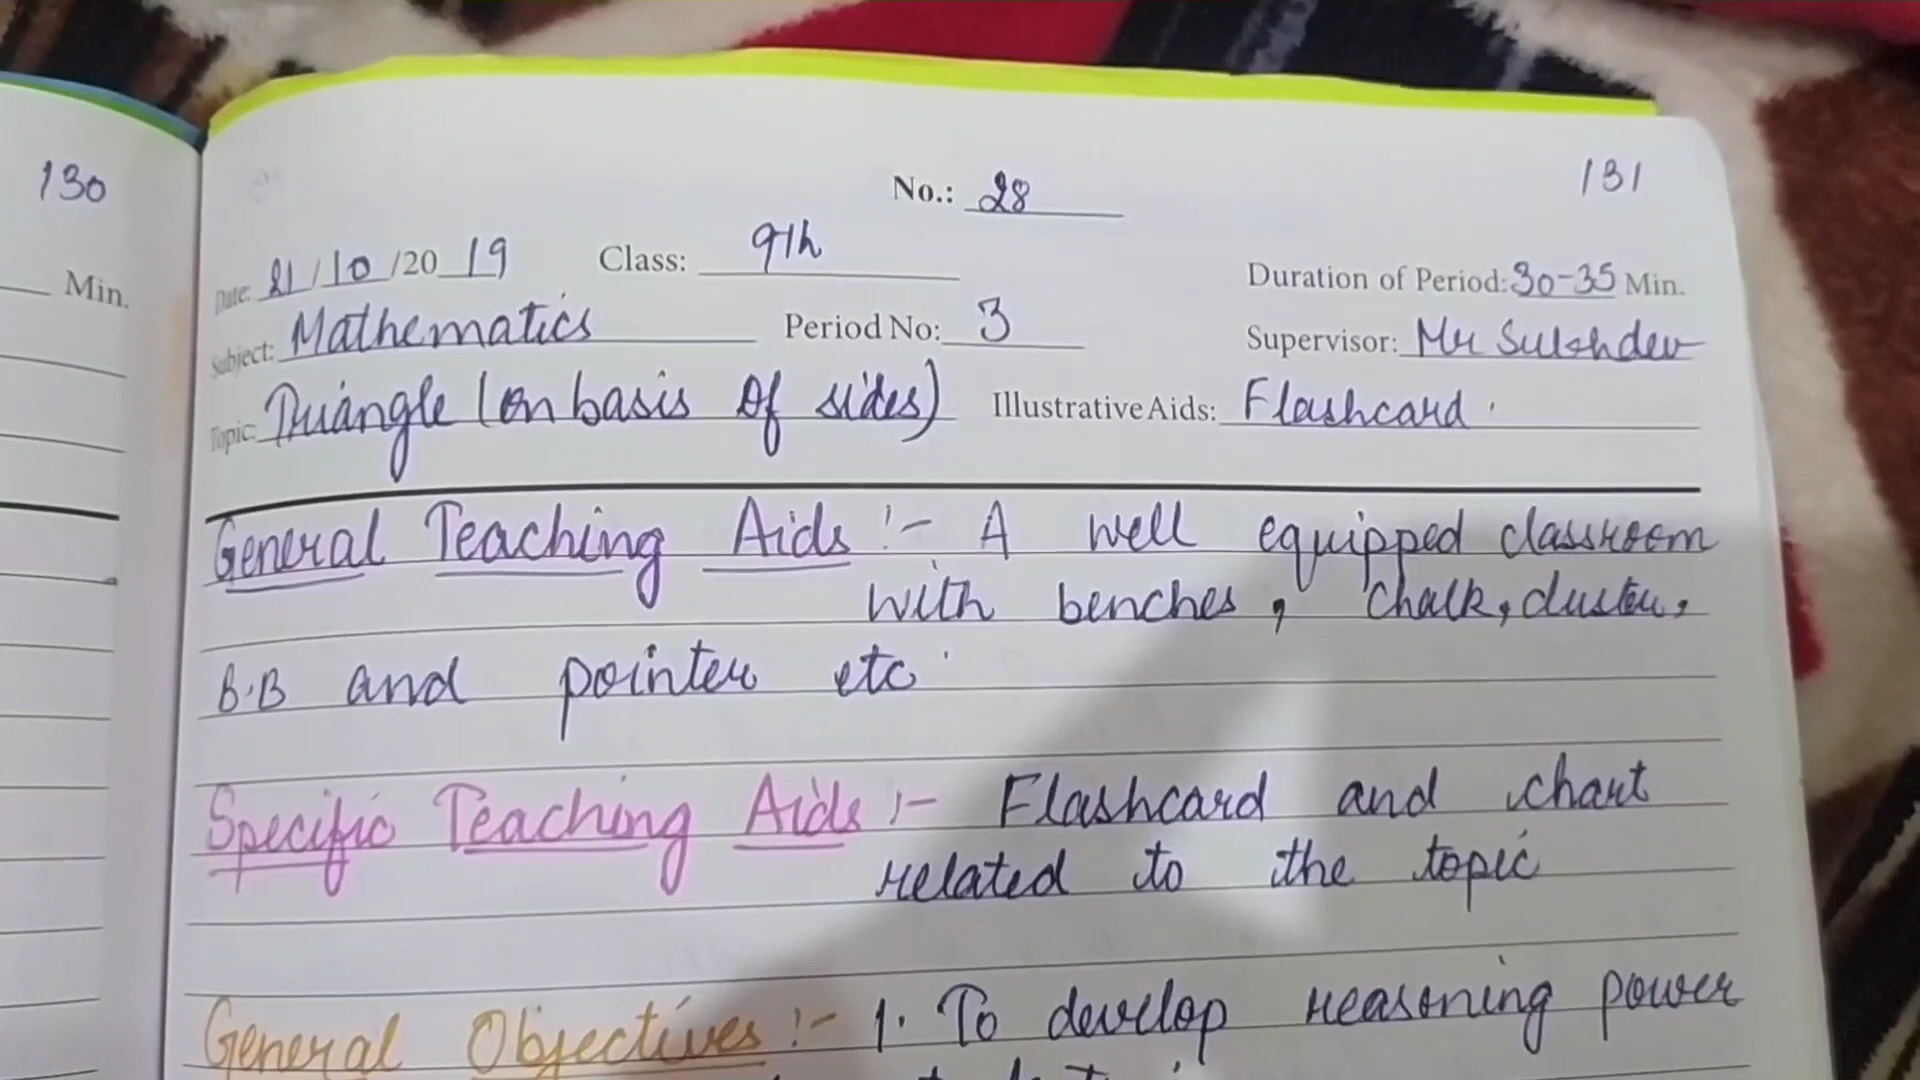 130
Min.
131
No.: 28
Date: 21/10/2019 Class: 9th
Duration of Period: 30-35 Min.
Subject: Mathematics Period No: 3
Supervisor: Mr Sukhdev
Topic: Triangle (on basis of sides) Illustrative Aids: Flashcard.
General Teaching Aids :- A well equipped classroom
with benches, chalk, duster,
B.B and pointer etc.
Specific Teaching Aids :- Flashcard and chart
related to the topic
General Objectives :- 1. To develop reasoning power